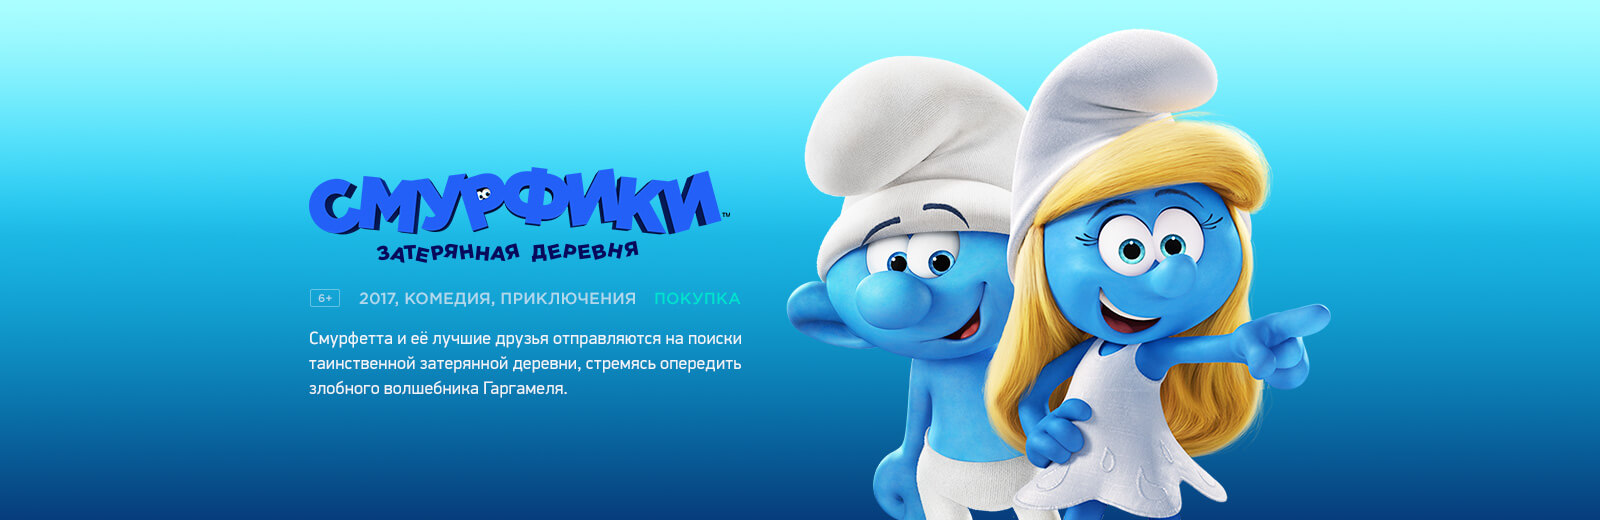 СМУРФИКИ™
ЗАТЕРЯННАЯ ДЕРЕВНЯ
6+ 2017, КОМЕДИЯ, ПРИКЛЮЧЕНИЯ ПОКУПКА
Смурфетта и её лучшие друзья отправляются на поиски
таинственной затерянной деревни, стремясь опередить
злобного волшебника Гаргамеля.